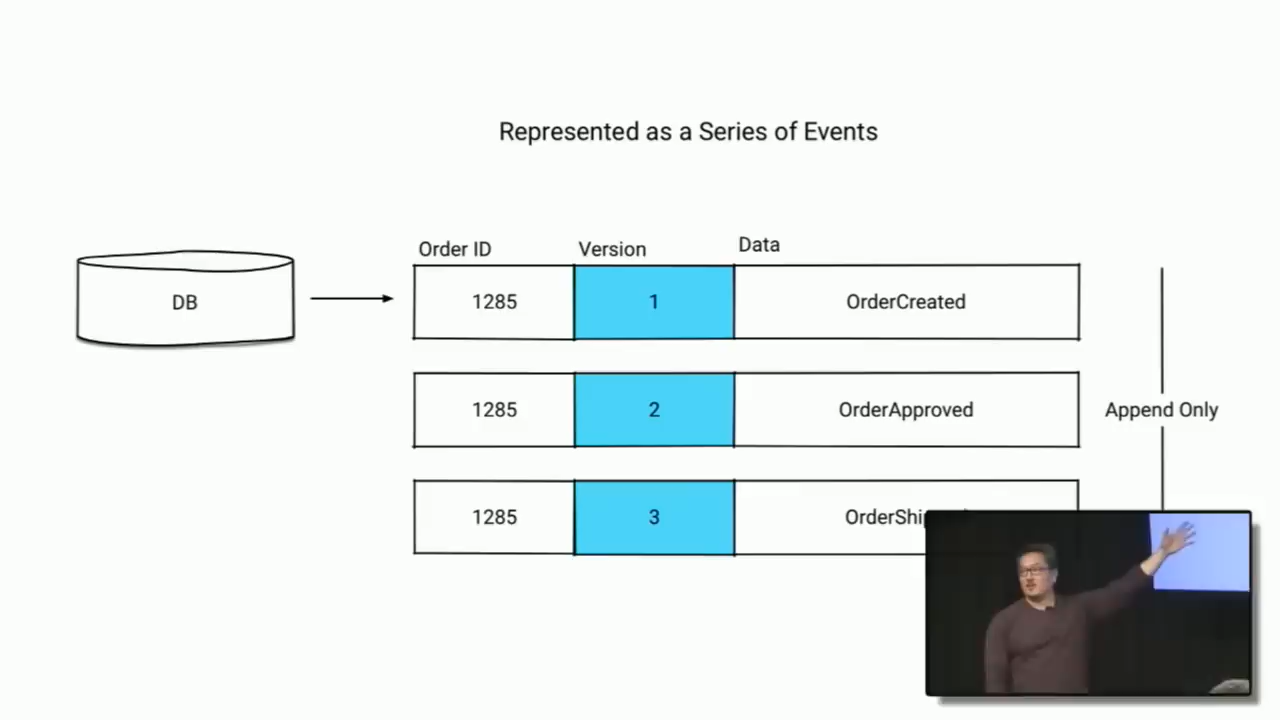 Represented as a Series of Events
Order ID Version Data
DB
1285 1 OrderCreated
1285 2 OrderApproved
Append Only
1285 3